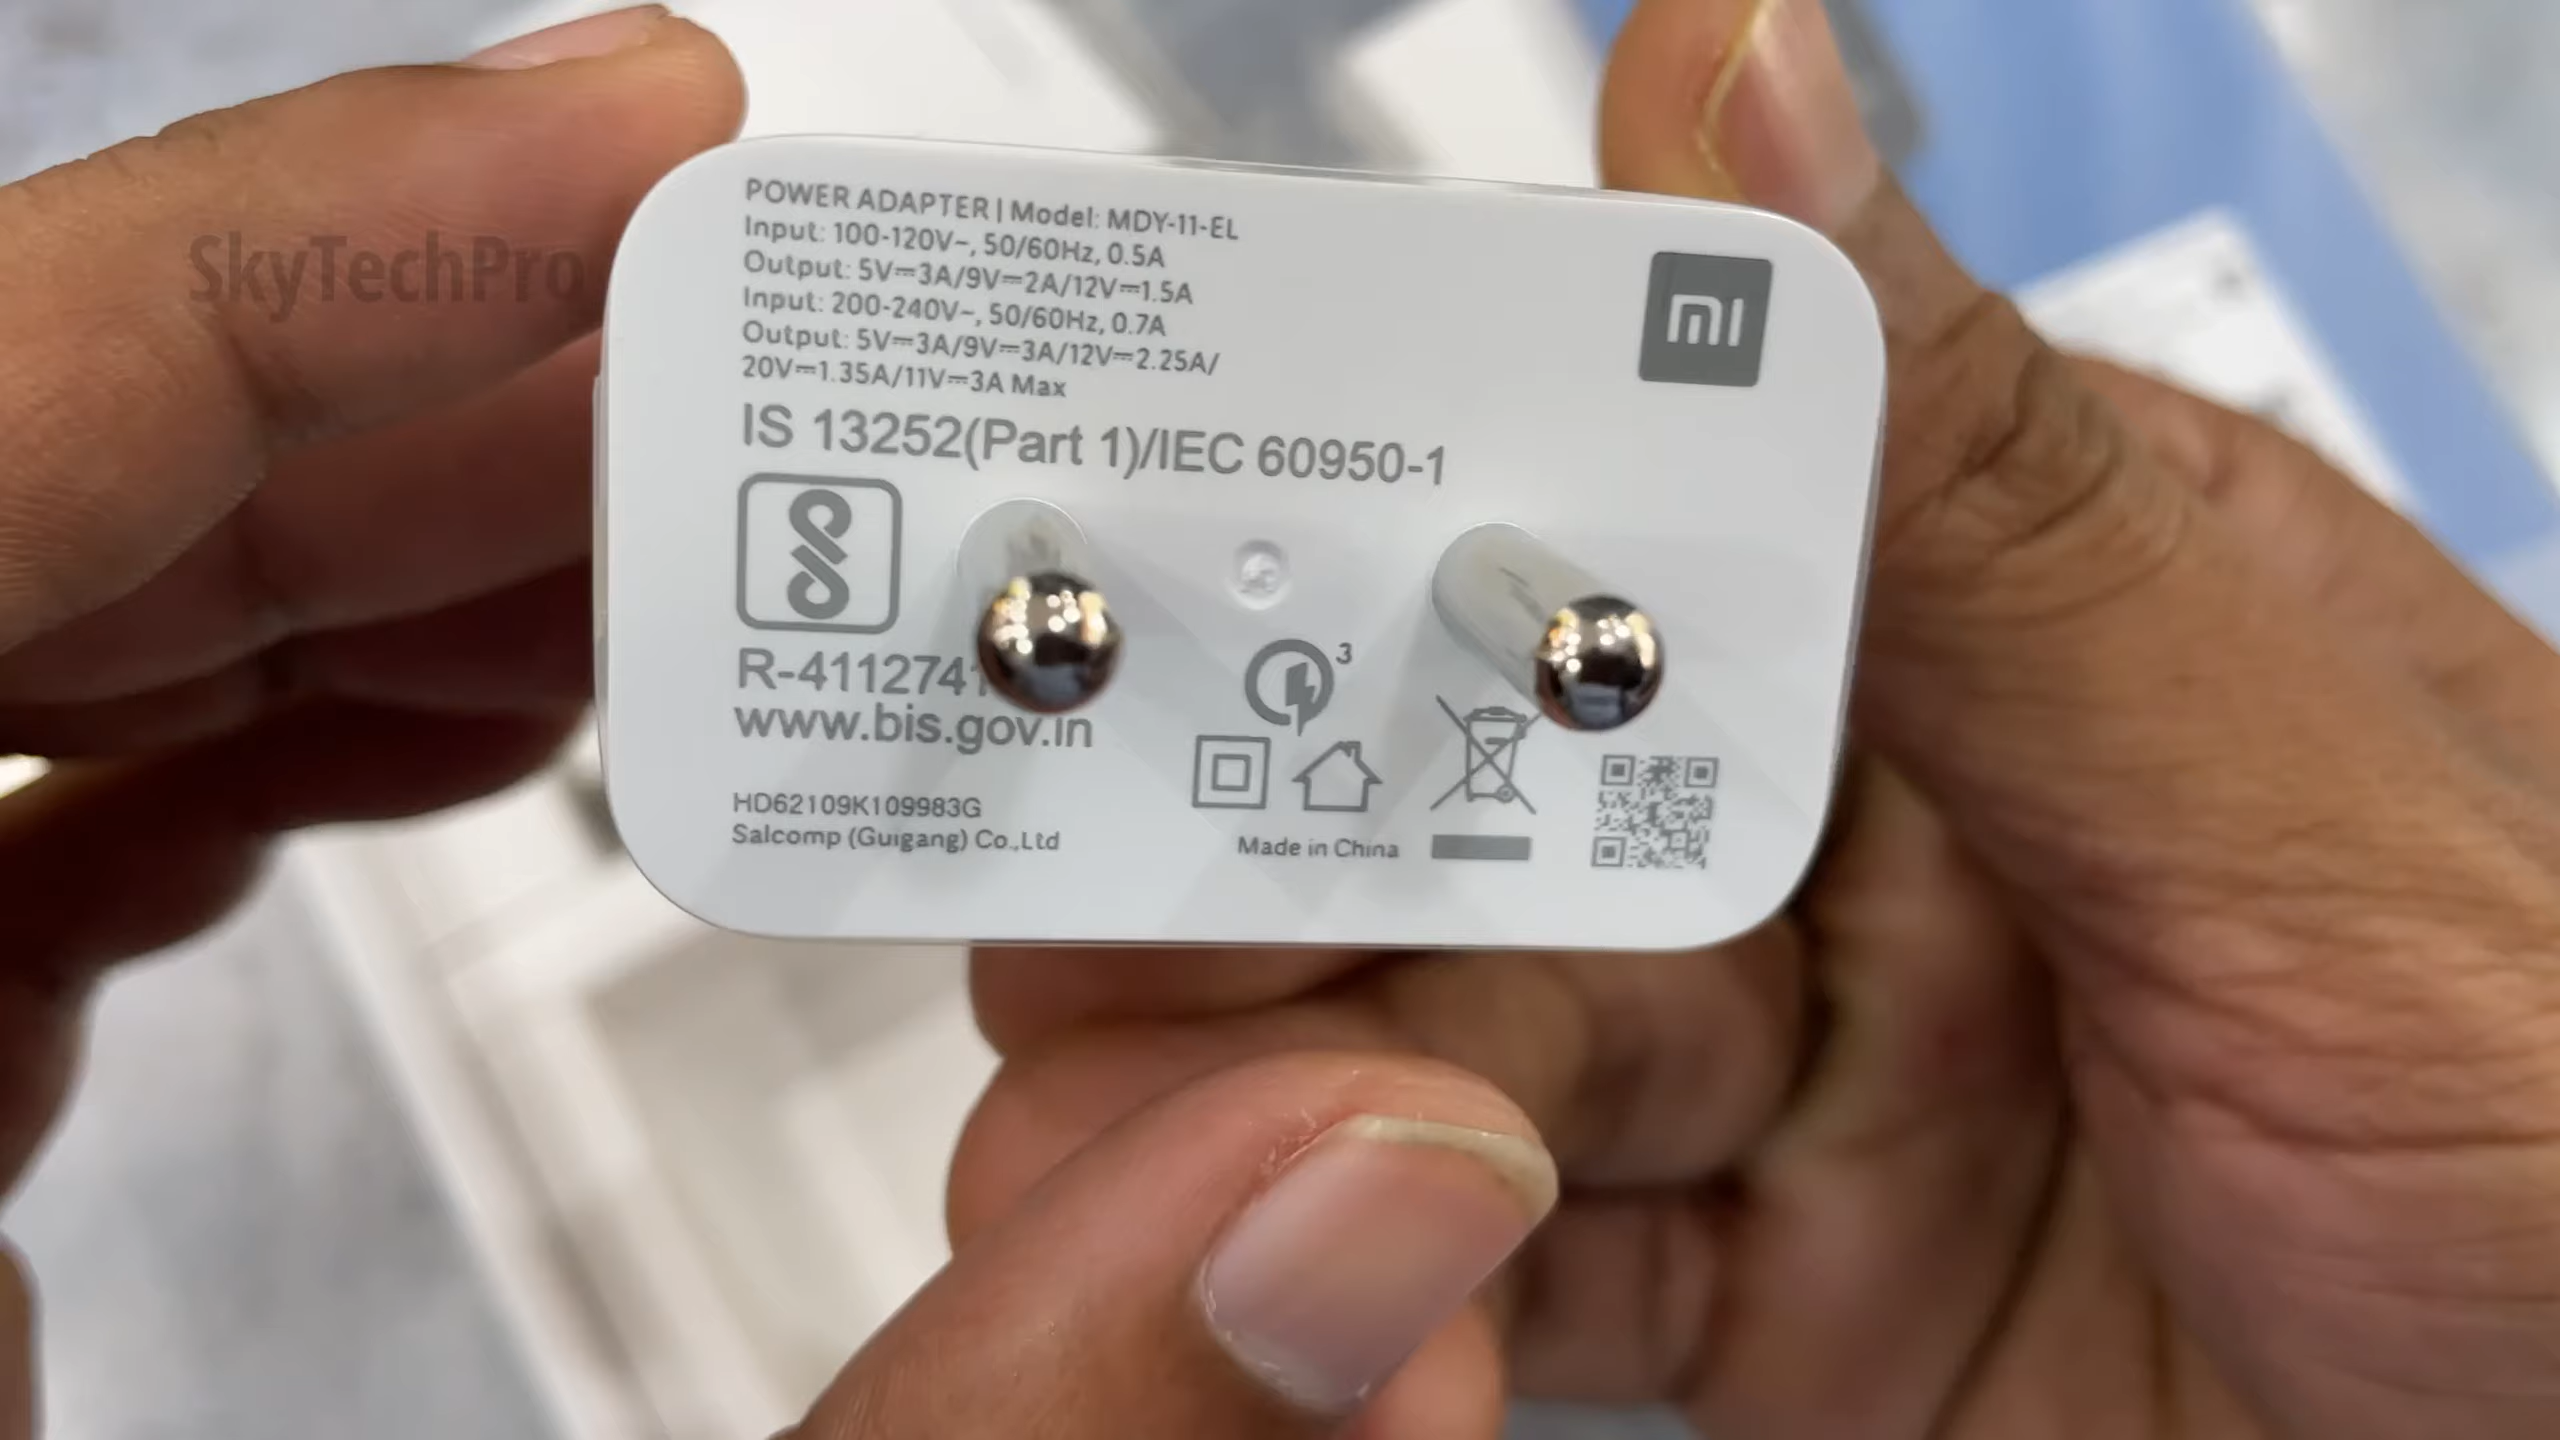 SkyTechPro
POWER ADAPTER | Model: MDY-11-EL
Input: 100-120V~, 50/60Hz, 0.5A
Output: 5V⎓3A/9V⎓2A/12V⎓1.5A
Input: 200-240V~, 50/60Hz, 0.7A
Output: 5V⎓3A/9V⎓3A/12V⎓2.25A/
20V⎓1.35A/11V⎓3A Max
mi
IS 13252(Part 1)/IEC 60950-1
3
www.bis.gov.in
HD62109K109983G
Salcomp (Guigang) Co.,Ltd
Made in China